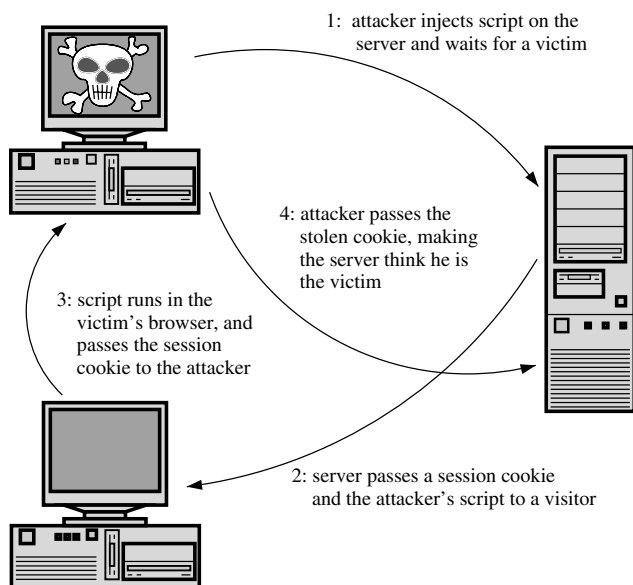 1: attacker injects script on the
server and waits for a victim
4: attacker passes the
stolen cookie, making
the server think he is
the victim
3: script runs in the
victim's browser, and
passes the session
cookie to the attacker
2: server passes a session cookie
and the attacker's script to a visitor